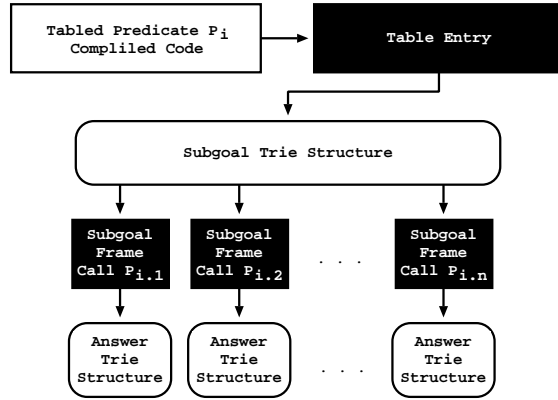 Tabled Predicate Pi
Compliled Code
Table Entry
Subgoal Trie Structure
Subgoal
Frame
Call Pi.1
Subgoal
Frame
Call Pi.2
. . .
Subgoal
Frame
Call Pi.n
Answer
Trie
Structure
Answer
Trie
Structure
. . .
Answer
Trie
Structure